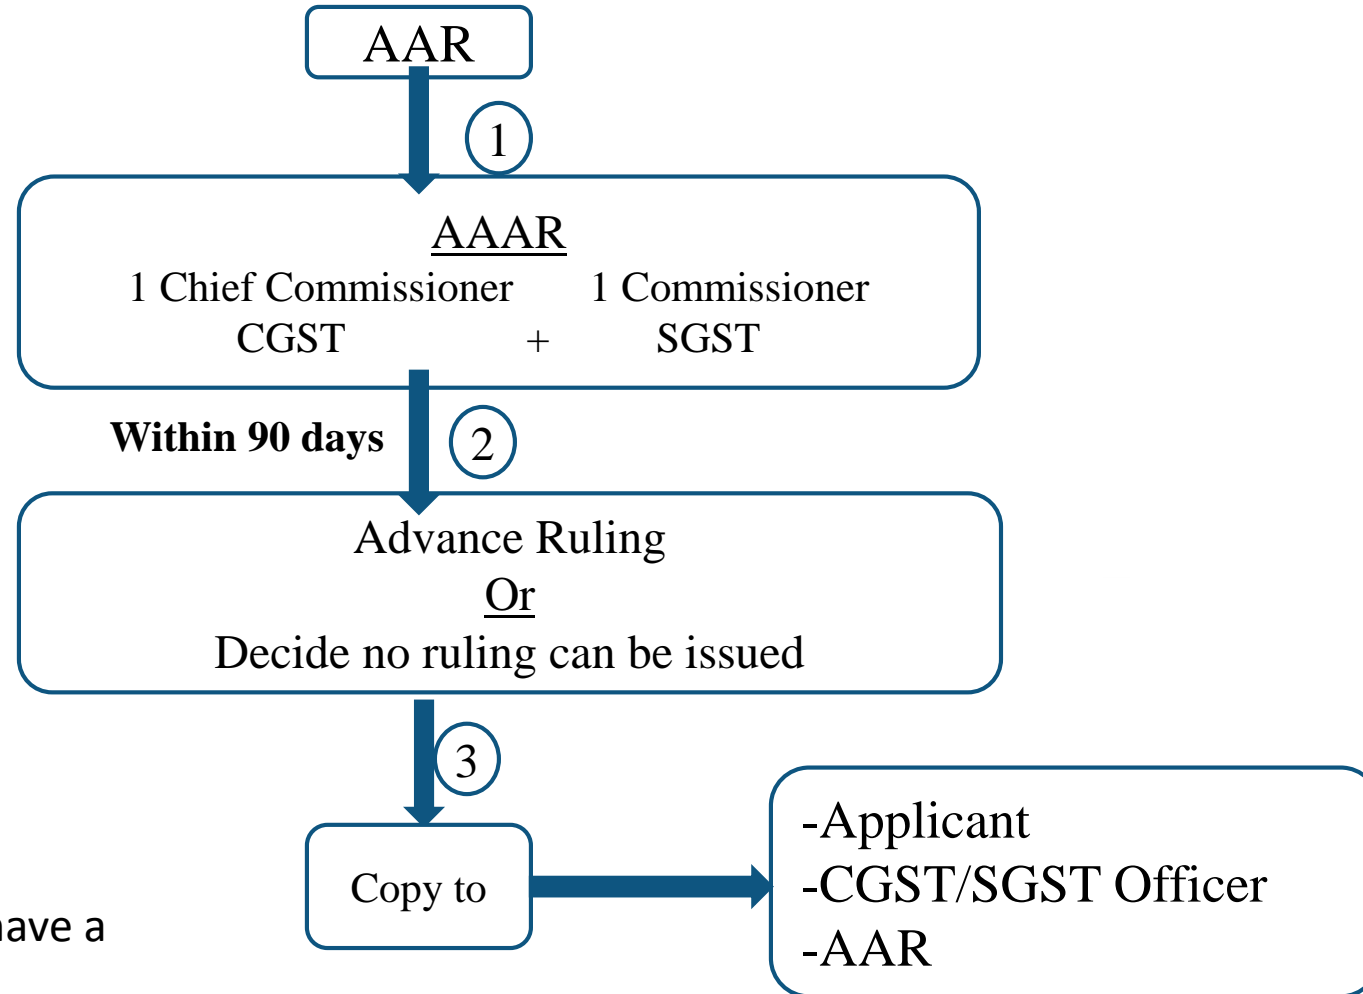 AAR
1
AAAR
1 Chief Commissioner 1 Commissioner
CGST + SGST
Within 90 days
2
Advance Ruling
Or
Decide no ruling can be issued
3
Copy to
-Applicant
-CGST/SGST Officer
-AAR
have a